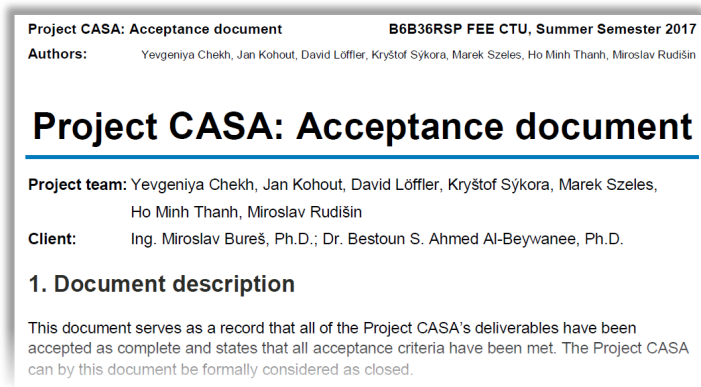 Project CASA: Acceptance document B6B36RSP FEE CTU, Summer Semester 2017
Authors: Yevgeniya Chekh, Jan Kohout, David Löffler, Kryštof Sýkora, Marek Szeles, Ho Minh Thanh, Miroslav Rudišin
Project CASA: Acceptance document
Project team: Yevgeniya Chekh, Jan Kohout, David Löffler, Kryštof Sýkora, Marek Szeles,
Ho Minh Thanh, Miroslav Rudišin
Client: Ing. Miroslav Bureš, Ph.D.; Dr. Bestoun S. Ahmed Al-Beywanee, Ph.D.
1. Document description
This document serves as a record that all of the Project CASA's deliverables have been
accepted as complete and states that all acceptance criteria have been met. The Project CASA
can by this document be formally considered as closed.